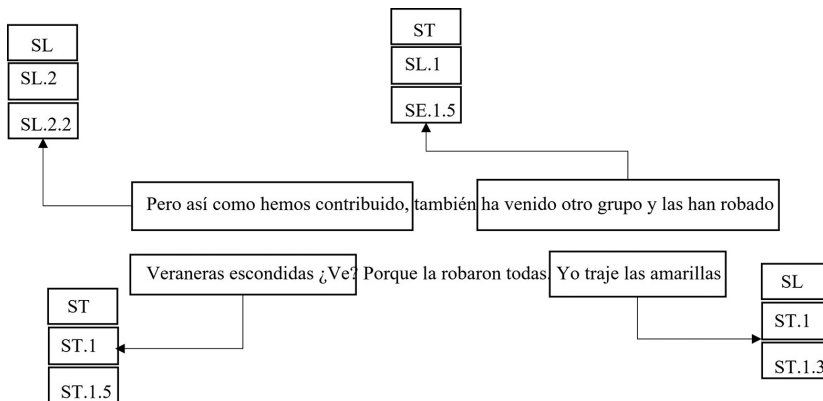 SL
SL.2
SL.2.2
ST
SL.1
SE.1.5
Pero así como hemos contribuido, también ha venido otro grupo y las han robado
Veraneras escondidas ¿Ve? Porque la robaron todas. Yo traje las amarillas
ST
ST.1
ST.1.5
SL
ST.1
ST.1.3